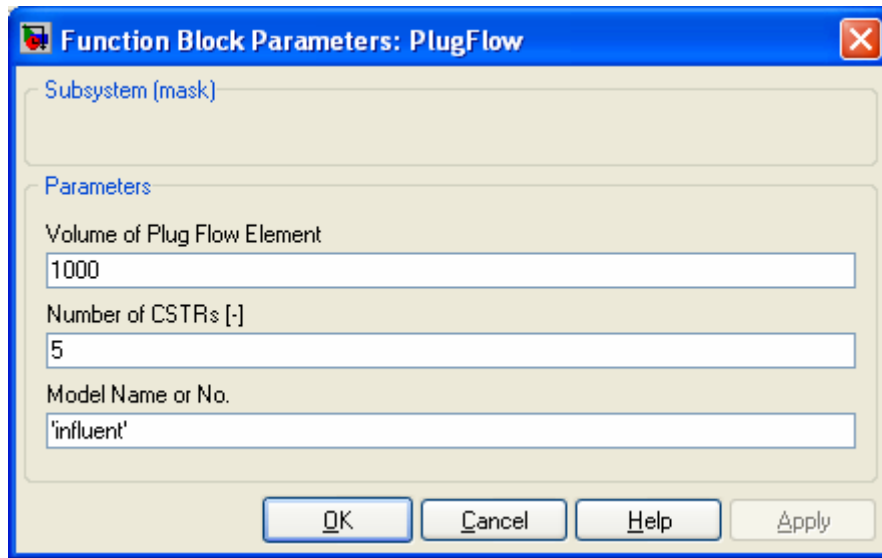 Function Block Parameters: PlugFlow
Subsystem (mask)
Parameters
Volume of Plug Flow Element
1000
Number of CSTRs [-]
5
Model Name or No.
'influent'
OK Cancel Help Apply